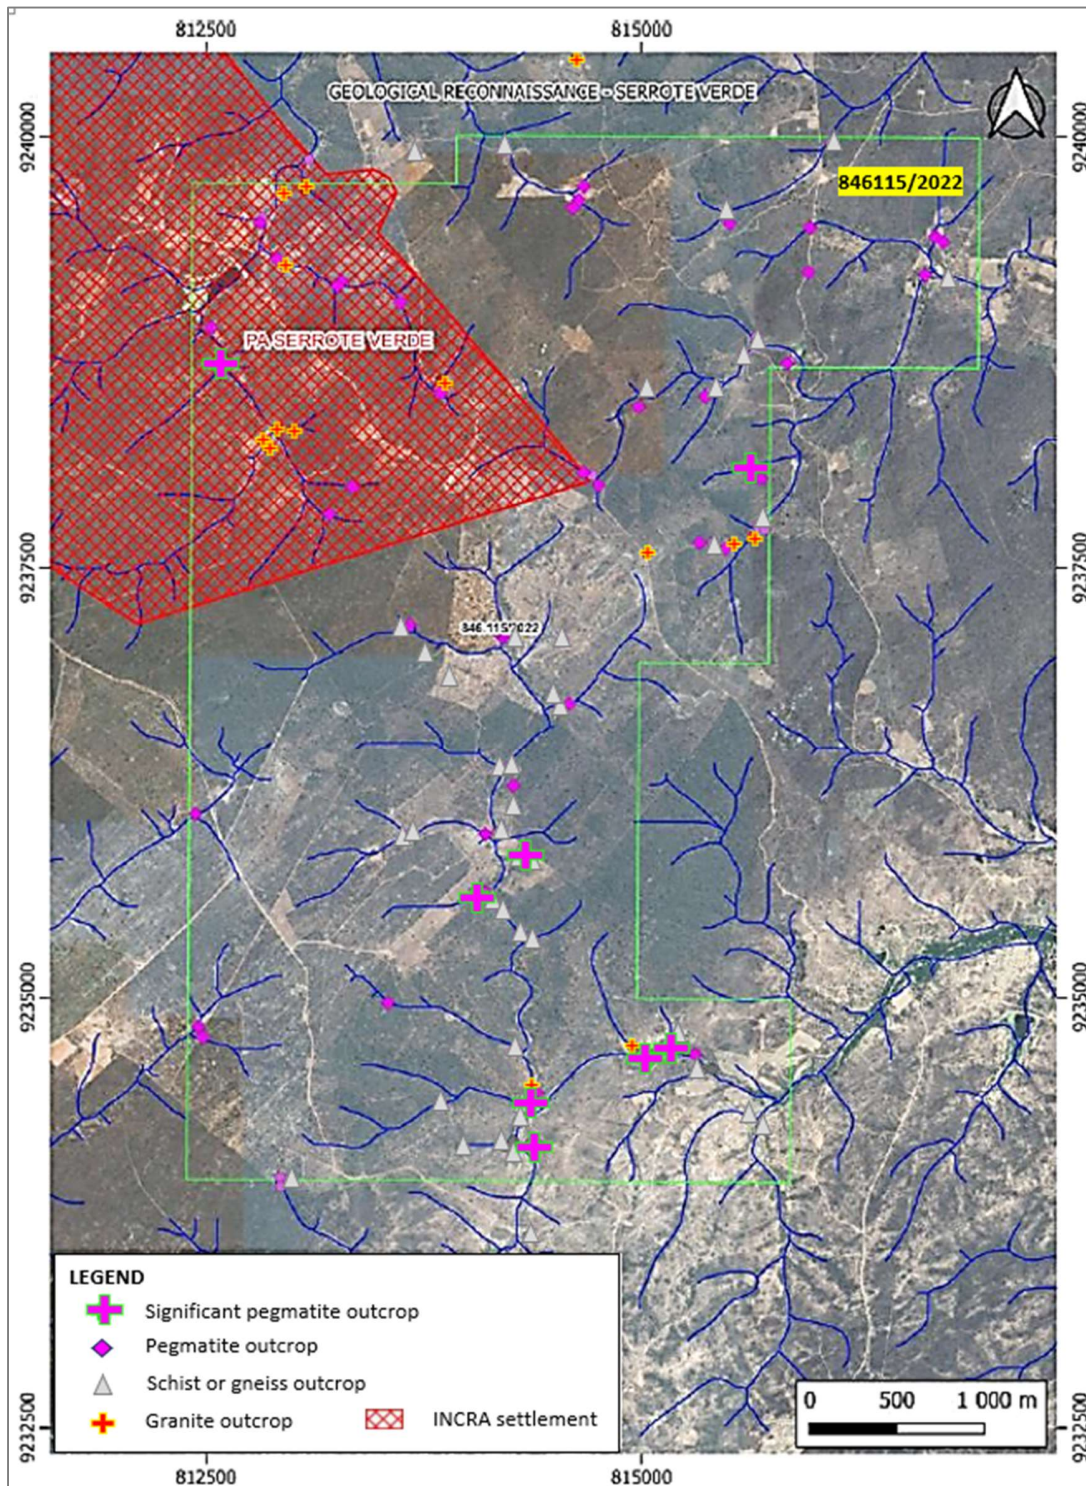 812500 815000
GEOLOGICAL RECONNAISSANCE - SERROTE VERDE
9240000 9240000
846115/2022
PA SERROTE VERDE
9237500 9237500
846.115/2022
9235000 9235000
LEGEND
Significant pegmatite outcrop
Pegmatite outcrop
Schist or gneiss outcrop
Granite outcrop INCRA settlement
0 500 1 000 m
9232500 9232500
812500 815000